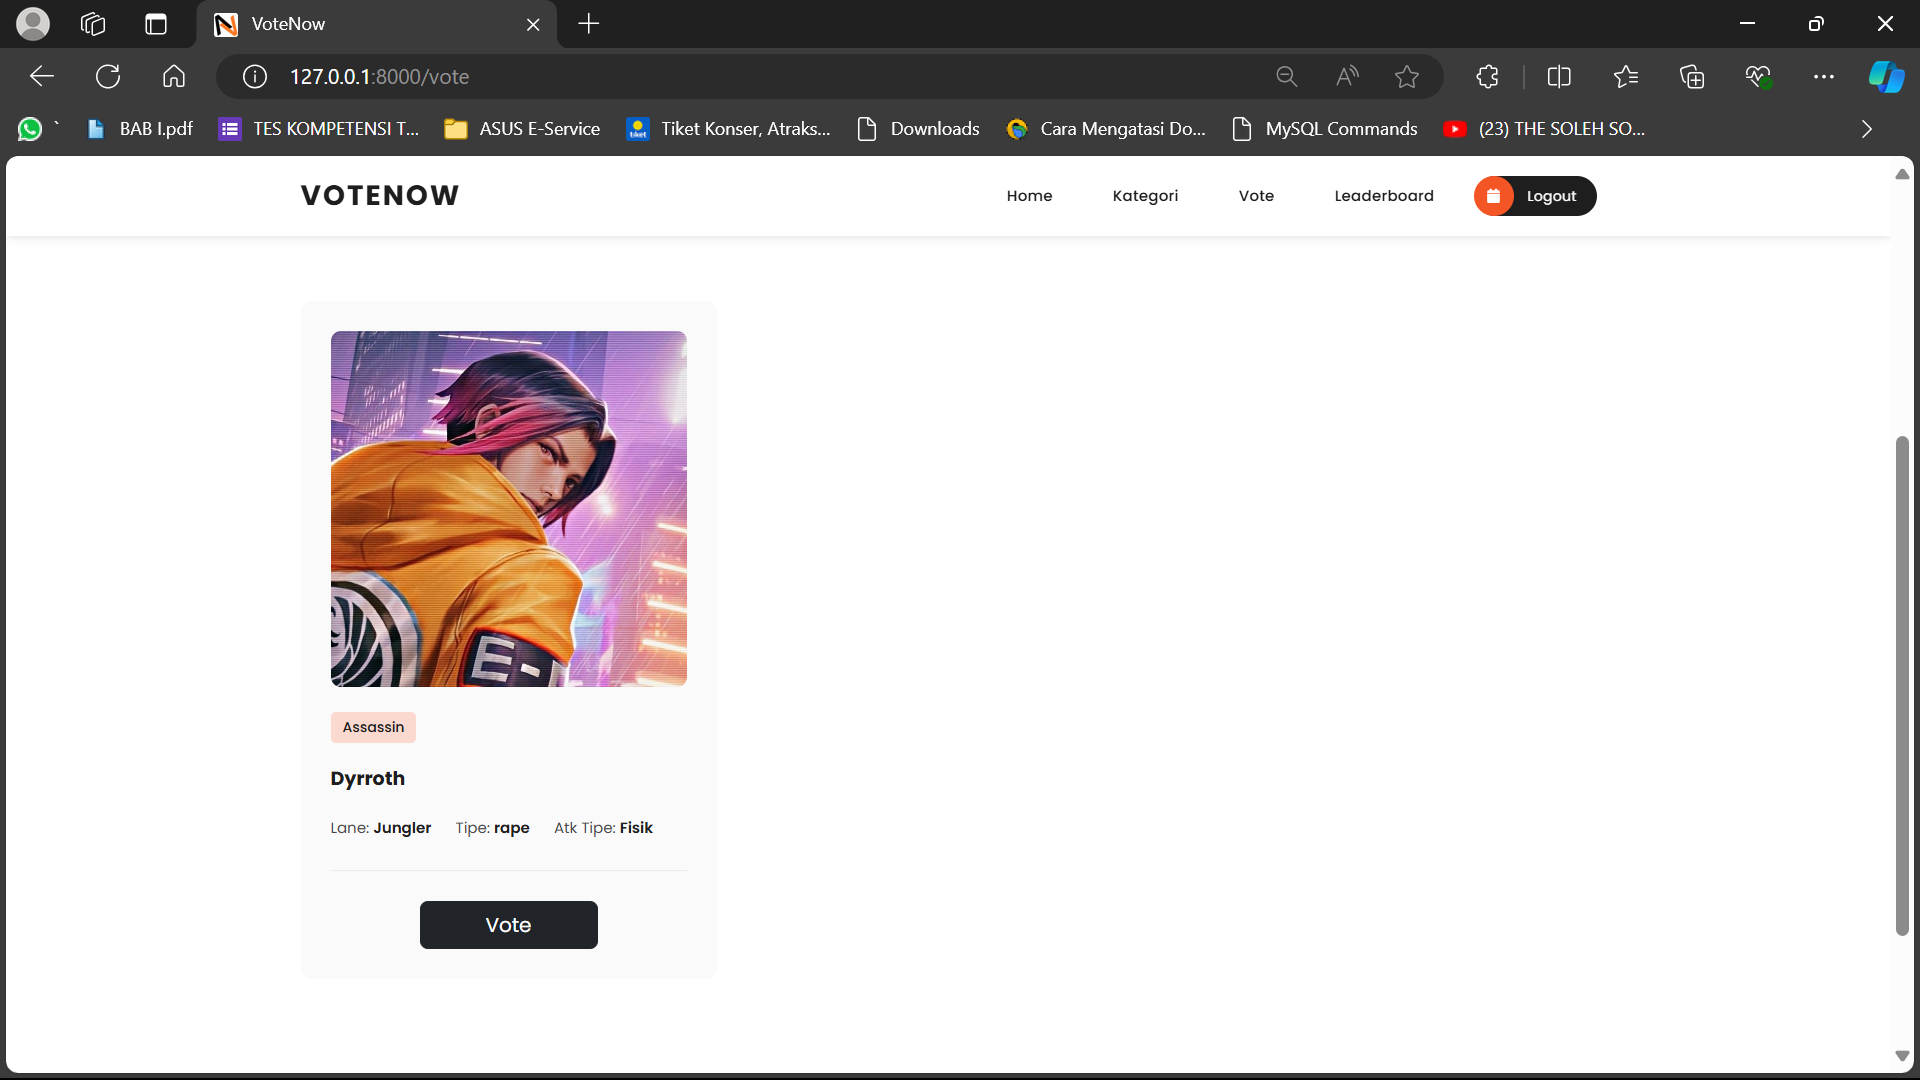 VoteNow
127.0.0.1:8000/vote
` BAB I.pdf TES KOMPETENSI T... ASUS E-Service Tiket Konser, Atraks... Downloads Cara Mengatasi Do... MySQL Commands (23) THE SOLEH SO...
VOTENOW Home Kategori Vote Leaderboard Logout
E-
Assassin
Dyrroth
Lane: Jungler Tipe: rape Atk Tipe: Fisik
Vote